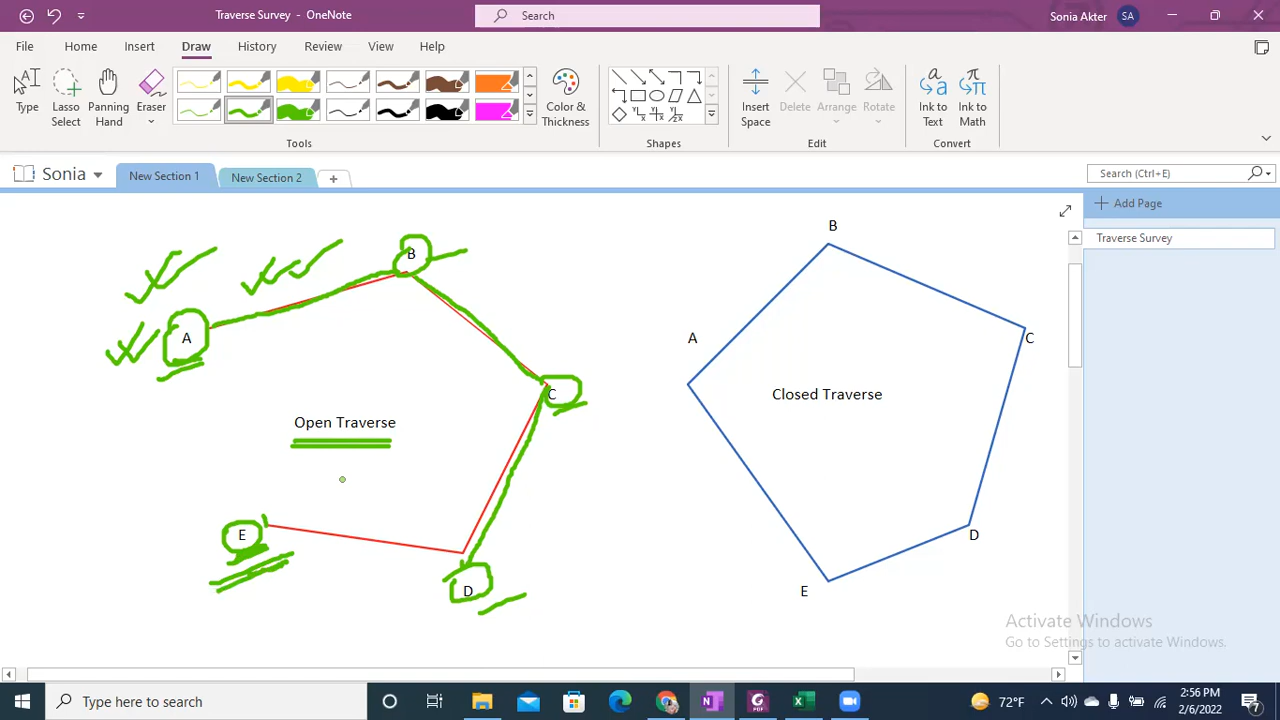 Traverse Survey - OneNote
Search
Sonia Akter SA
File Home Insert Draw History Review View Help
Type
Lasso Select
Panning Hand
Eraser
Color & Thickness
Insert Space
Delete
Arrange
Rotate
Ink to Text
Ink to Math
Tools
Shapes
Edit
Convert
Sonia
New Section 1
New Section 2
Search (Ctrl+E)
Add Page
Traverse Survey
B
B
A
A
C
C
Closed Traverse
Open Traverse
E
D
D
E
Activate Windows
Go to Settings to activate Windows.
Type here to search
72°F
2:56 PM
2/6/2022
7